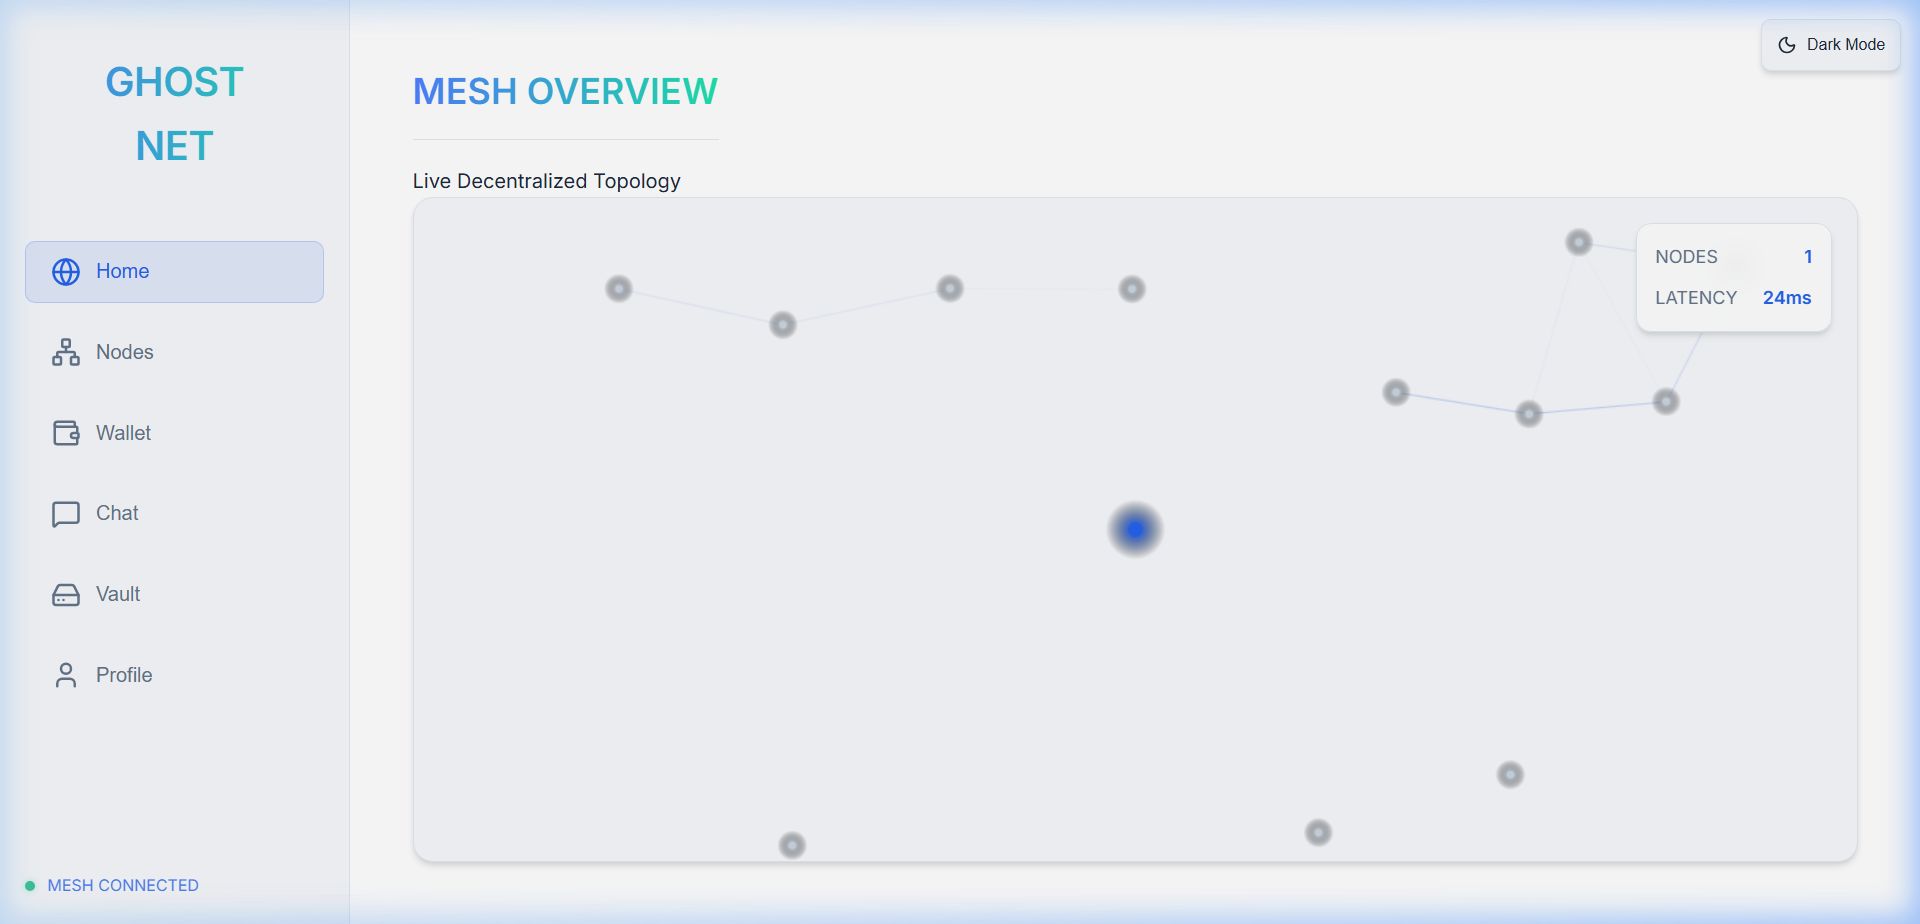 GHOST
NET
Home
Nodes
Wallet
Chat
Vault
Profile
MESH CONNECTED
MESH OVERVIEW
Live Decentralized Topology
NODES 1
LATENCY 24ms
Dark Mode